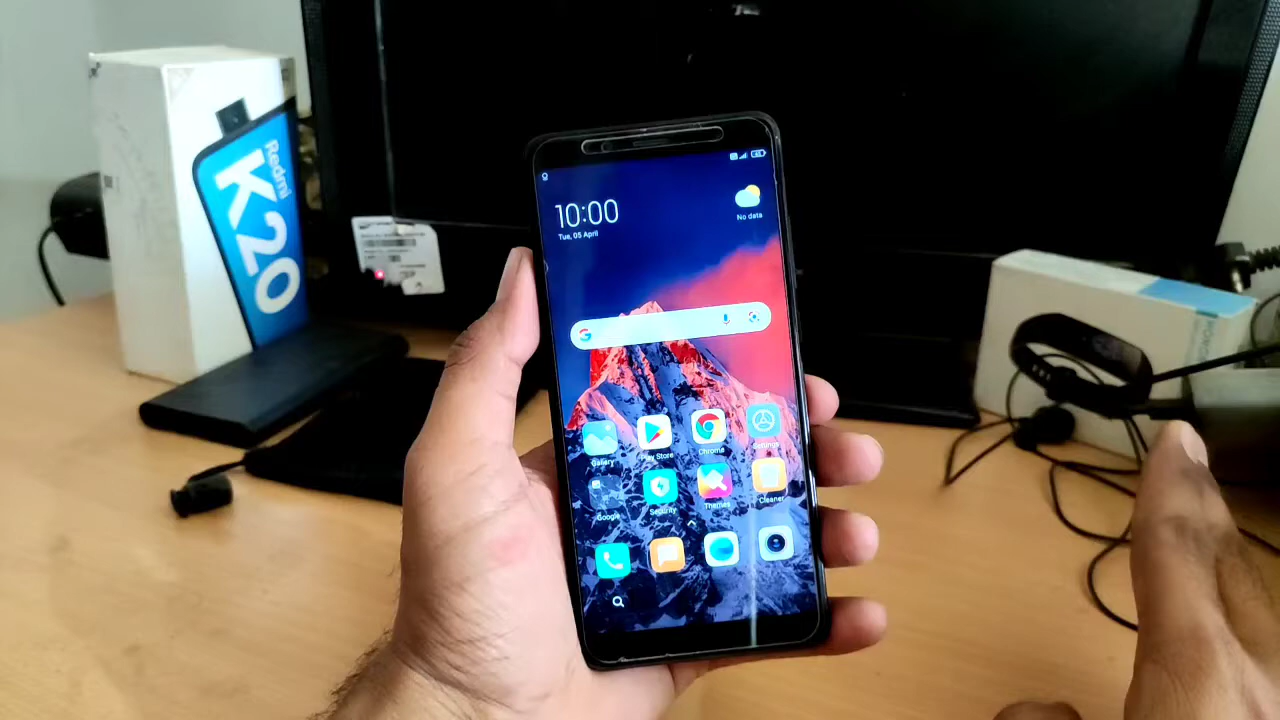 Redmi
K20
10:00
Tue, 05 April
No data
Gallery
Play Store
Chrome
Settings
Google
Security
Themes
Cleaner